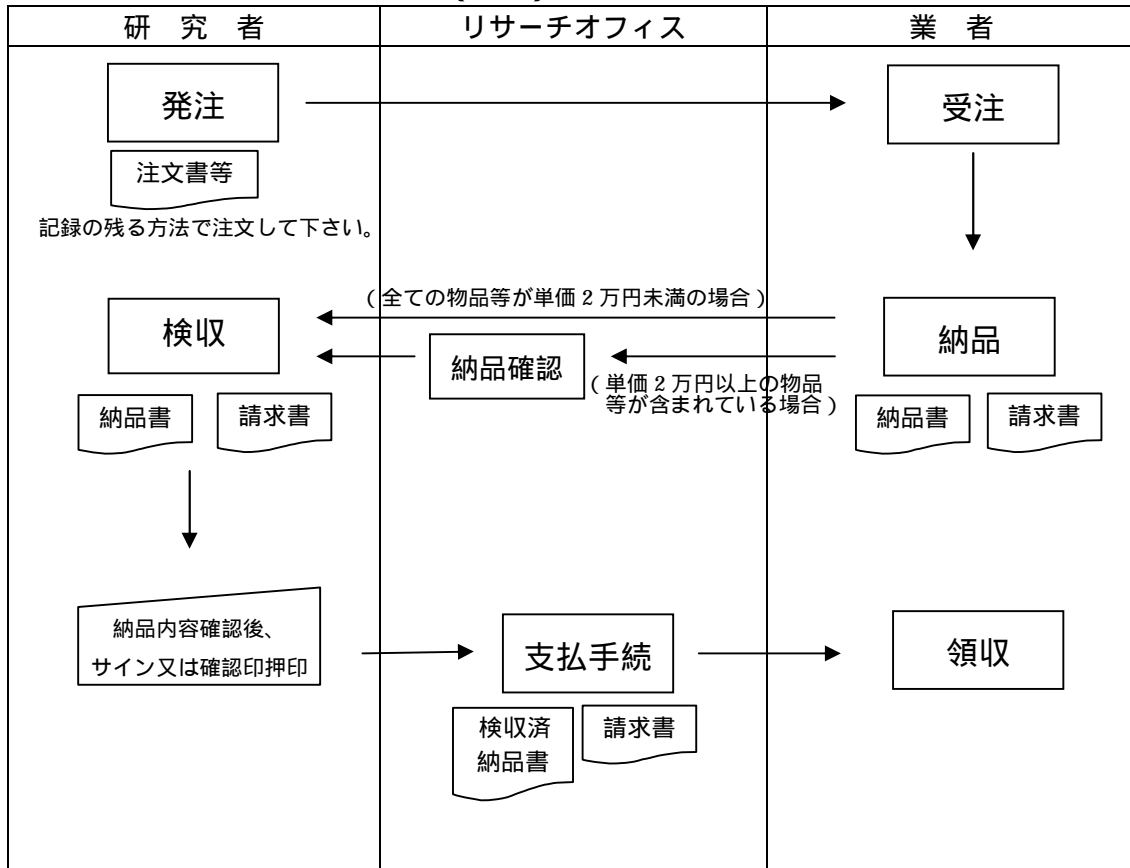 研 究 者
リサーチオフィス
業 者
発注
受注
注文書等
記録の残る方法で注文して下さい。
(全ての物品等が単価2万円未満の場合)
検収
納品確認
納品
(単価2万円以上の物品
等が含まれている場合)
納品書
請求書
納品書
請求書
納品内容確認後、
サイン又は確認印押印
支払手続
領収
検収済
納品書
請求書